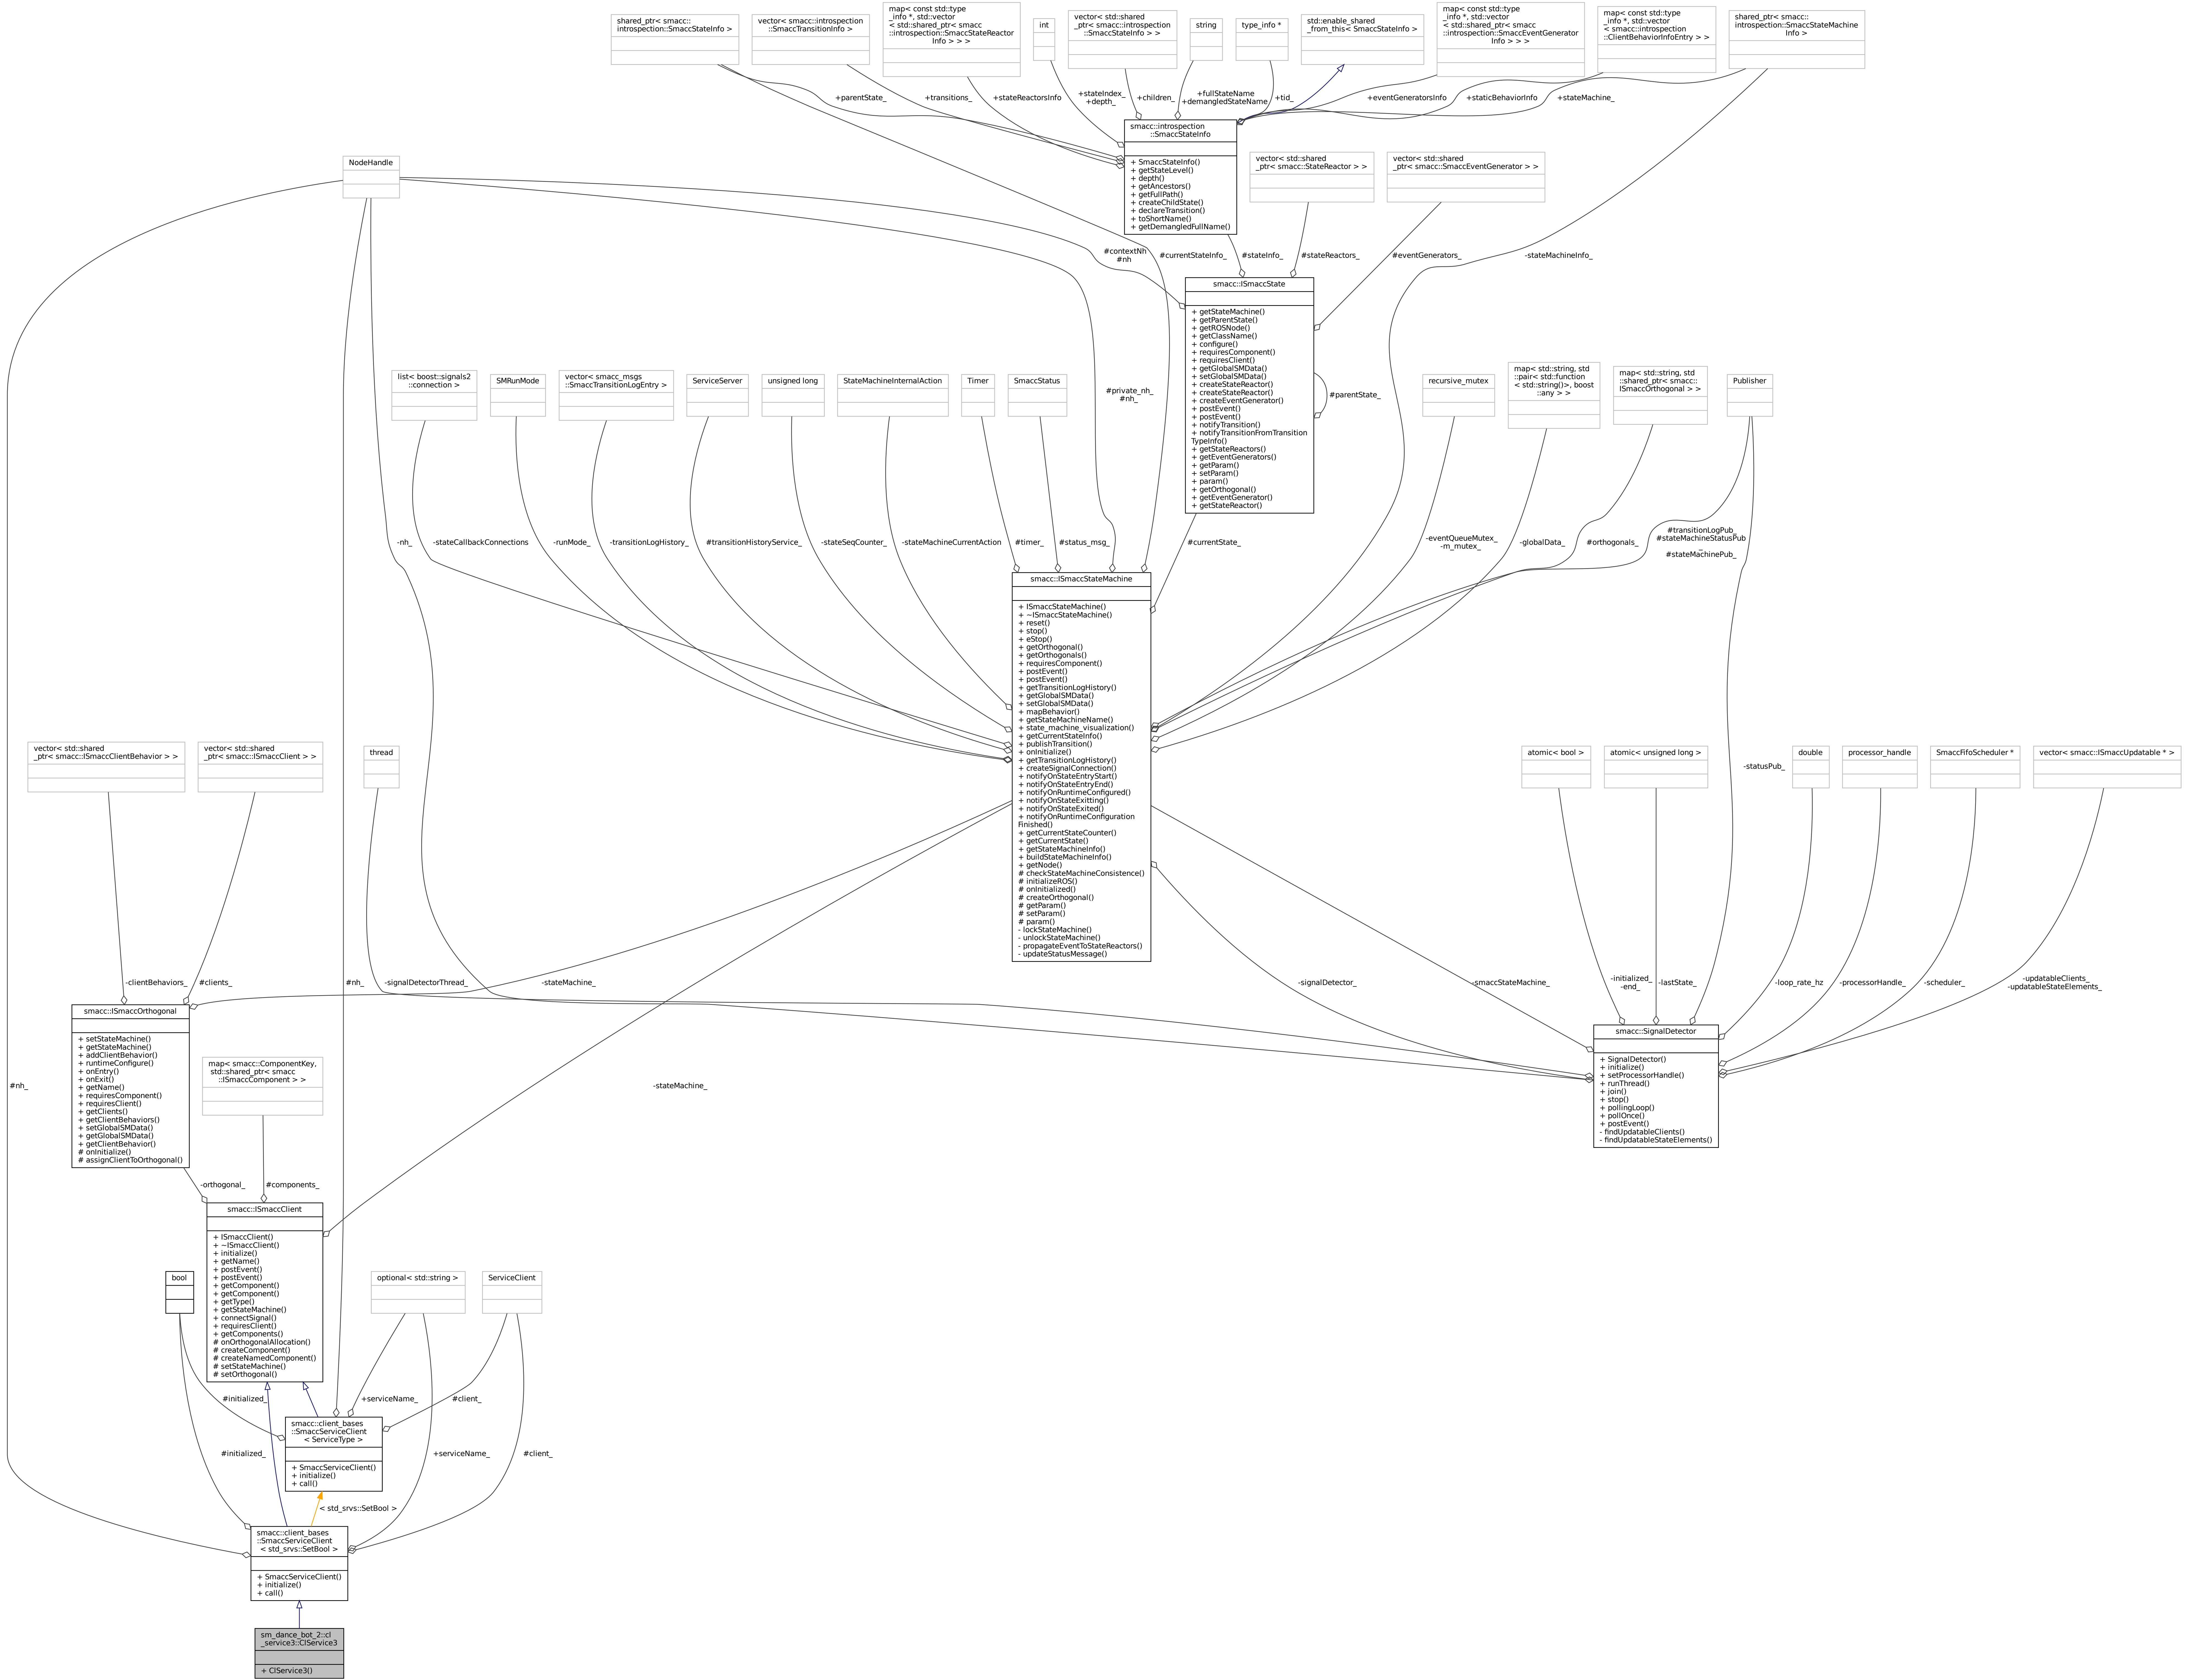 shared_ptr< smacc::
introspection::SmaccStateInfo >
vector< smacc::introspection
::SmaccTransitionInfo >
map< const std::type
_info *, std::vector
< std::shared_ptr< smacc
::introspection::SmaccStateReactor
Info > > >
int
vector< std::shared
_ptr< smacc::introspection
::SmaccStateInfo > >
string
type_info *
std::enable_shared
_from_this< SmaccStateInfo >
map< const std::type
_info *, std::vector
< std::shared_ptr< smacc
::introspection::SmaccEventGenerator
Info > > >
map< const std::type
_info *, std::vector
< smacc::introspection
::ClientBehaviorInfoEntry > >
shared_ptr< smacc::
introspection::SmaccStateMachine
Info >
+parentState_
+transitions_
+stateReactorsInfo
+stateIndex_
+depth_
+children_
+fullStateName
+demangledStateName
+tid_
+eventGeneratorsInfo
+staticBehaviorInfo
+stateMachine_
smacc::introspection
::SmaccStateInfo
+ SmaccStateInfo()
+ getStateLevel()
+ depth()
+ getAncestors()
+ getFullPath()
+ createChildState()
+ declareTransition()
+ toShortName()
+ getDemangledFullName()
NodeHandle
vector< std::shared
_ptr< smacc::StateReactor > >
vector< std::shared
_ptr< smacc::SmaccEventGenerator > >
#contextNh
#nh
#currentStateInfo_
#stateInfo_
#stateReactors_
#eventGenerators_
-stateMachineInfo_
smacc::ISmaccState
+ getStateMachine()
+ getParentState()
+ getROSNode()
+ getClassName()
+ configure()
+ requiresComponent()
+ requiresClient()
+ getGlobalSMData()
+ setGlobalSMData()
+ createStateReactor()
+ createStateReactor()
+ createEventGenerator()
+ postEvent()
+ postEvent()
+ notifyTransition()
+ notifyTransitionFromTransition
TypeInfo()
+ getStateReactors()
+ getEventGenerators()
+ getParam()
+ setParam()
+ param()
+ getOrthogonal()
+ getEventGenerator()
+ getStateReactor()
#parentState_
list< boost::signals2
::connection >
SMRunMode
vector< smacc_msgs
::SmaccTransitionLogEntry >
ServiceServer
unsigned long
StateMachineInternalAction
Timer
SmaccStatus
#private_nh_
#nh_
recursive_mutex
map< std::string, std
::pair< std::function
< std::string()>, boost
::any > >
map< std::string, std
::shared_ptr< smacc::
ISmaccOrthogonal > >
Publisher
-nh_
-stateCallbackConnections
-runMode_
-transitionLogHistory_
#transitionHistoryService_
-stateSeqCounter_
-stateMachineCurrentAction
#timer_
#status_msg_
#currentState_
-eventQueueMutex_
-m_mutex_
-globalData_
#orthogonals_
#transitionLogPub_
#stateMachineStatusPub
_
#stateMachinePub_
smacc::ISmaccStateMachine
+ ISmaccStateMachine()
+ ~ISmaccStateMachine()
+ reset()
+ stop()
+ eStop()
+ getOrthogonal()
+ getOrthogonals()
+ requiresComponent()
+ postEvent()
+ postEvent()
+ getTransitionLogHistory()
+ getGlobalSMData()
+ setGlobalSMData()
+ mapBehavior()
+ getStateMachineName()
+ state_machine_visualization()
+ getCurrentStateInfo()
+ publishTransition()
+ onInitialize()
+ getTransitionLogHistory()
+ createSignalConnection()
+ notifyOnStateEntryStart()
+ notifyOnStateEntryEnd()
+ notifyOnRuntimeConfigured()
+ notifyOnStateExitting()
+ notifyOnStateExited()
+ notifyOnRuntimeConfiguration
Finished()
+ getCurrentStateCounter()
+ getCurrentState()
+ getStateMachineInfo()
+ buildStateMachineInfo()
+ getNode()
# checkStateMachineConsistence()
# initializeROS()
# onInitialized()
# createOrthogonal()
# getParam()
# setParam()
# param()
- lockStateMachine()
- unlockStateMachine()
- propagateEventToStateReactors()
- updateStatusMessage()
vector< std::shared
_ptr< smacc::ISmaccClientBehavior > >
vector< std::shared
_ptr< smacc::ISmaccClient > >
thread
atomic< bool >
atomic< unsigned long >
double
processor_handle
SmaccFifoScheduler *
vector< smacc::ISmaccUpdatable * >
-statusPub_
-clientBehaviors_
#clients_
#nh_
-signalDetectorThread_
-stateMachine_
-signalDetector_
-smaccStateMachine_
-initialized_
-end_
-lastState_
-loop_rate_hz
-processorHandle_
-scheduler_
-updatableClients_
-updatableStateElements_
smacc::ISmaccOrthogonal
+ setStateMachine()
+ getStateMachine()
+ addClientBehavior()
+ runtimeConfigure()
+ onEntry()
+ onExit()
+ getName()
+ requiresComponent()
+ requiresClient()
+ getClients()
+ getClientBehaviors()
+ setGlobalSMData()
+ getGlobalSMData()
+ getClientBehavior()
# onInitialize()
# assignClientToOrthogonal()
smacc::SignalDetector
+ SignalDetector()
+ initialize()
+ setProcessorHandle()
+ runThread()
+ join()
+ stop()
+ pollingLoop()
+ pollOnce()
+ postEvent()
- findUpdatableClients()
- findUpdatableStateElements()
map< smacc::ComponentKey,
std::shared_ptr< smacc
::ISmaccComponent > >
#nh_
-stateMachine_
-orthogonal_
#components_
smacc::ISmaccClient
+ ISmaccClient()
+ ~ISmaccClient()
+ initialize()
+ getName()
+ postEvent()
+ postEvent()
+ getComponent()
+ getComponent()
+ getType()
+ getStateMachine()
+ connectSignal()
+ requiresClient()
+ getComponents()
# onOrthogonalAllocation()
# createComponent()
# createNamedComponent()
# setStateMachine()
# setOrthogonal()
bool
optional< std::string >
ServiceClient
#initialized_
+serviceName_
#client_
smacc::client_bases
::SmaccServiceClient
< ServiceType >
+ SmaccServiceClient()
+ initialize()
+ call()
#initialized_
+serviceName_
#client_
< std_srvs::SetBool >
smacc::client_bases
::SmaccServiceClient
< std_srvs::SetBool >
+ SmaccServiceClient()
+ initialize()
+ call()
sm_dance_bot_2::cl
_service3::ClService3
+ ClService3()